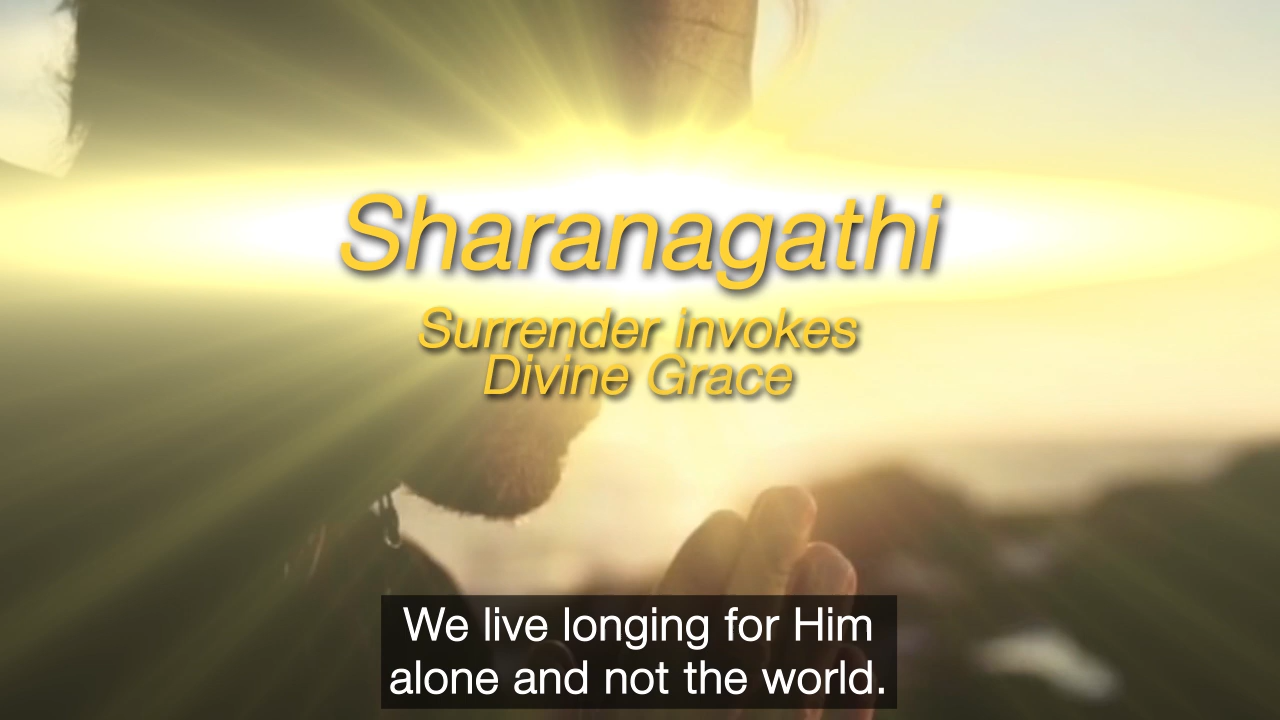 Sharanagathi
Surrender invokes
Divine Grace
We live longing for Him
alone and not the world.